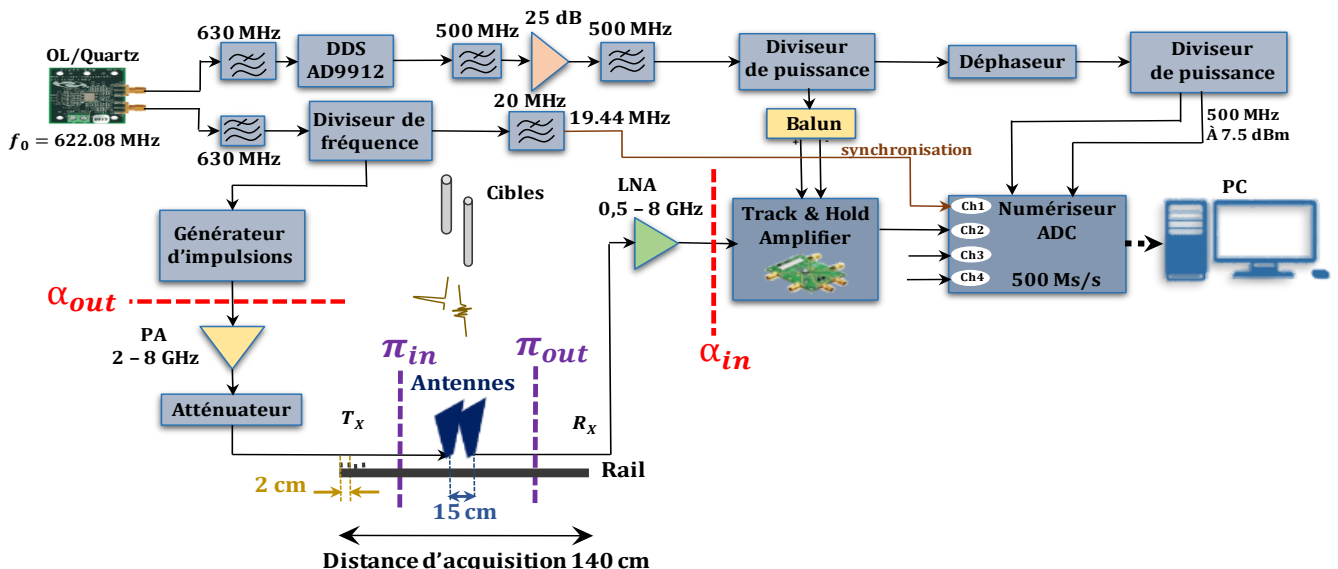 OL/Quartz
f₀ = 622.08 MHz
630 MHz
DDS
AD9912
500 MHz
25 dB
500 MHz
Diviseur
de puissance
Déphaseur
Diviseur
de puissance
630 MHz
Diviseur de
fréquence
20 MHz
19.44 MHz
Balun
+ -
500 MHz
À 7.5 dBm
synchronisation
Générateur
d'impulsions
Cibles
LNA
0,5 – 8 GHz
Track & Hold
Amplifier
Ch1
Ch2
Ch3
Ch4
Numériseur
ADC
500 Ms/s
PC
αout
αin
PA
2 – 8 GHz
Atténuateur
πin
πout
Antennes
TX
RX
Rail
2 cm
15 cm
Distance d'acquisition 140 cm